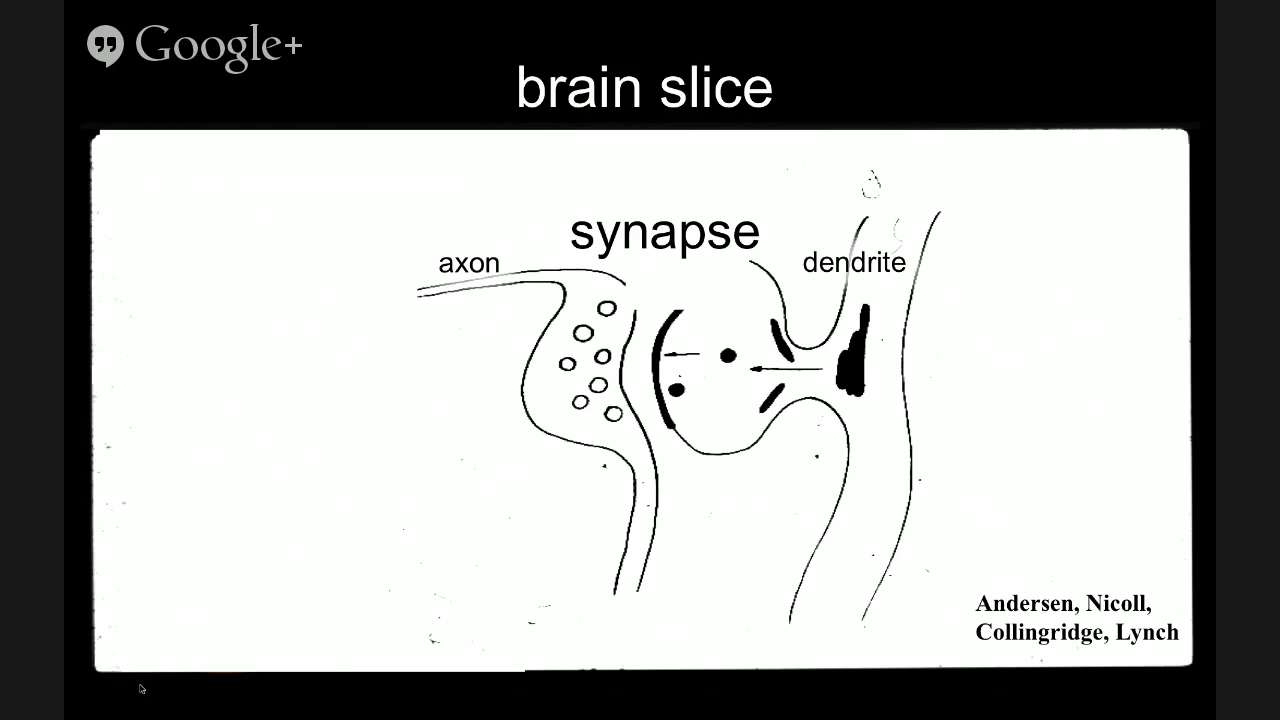 Google+
brain slice
synapse
axon
dendrite
Andersen, Nicoll,
Collingridge, Lynch